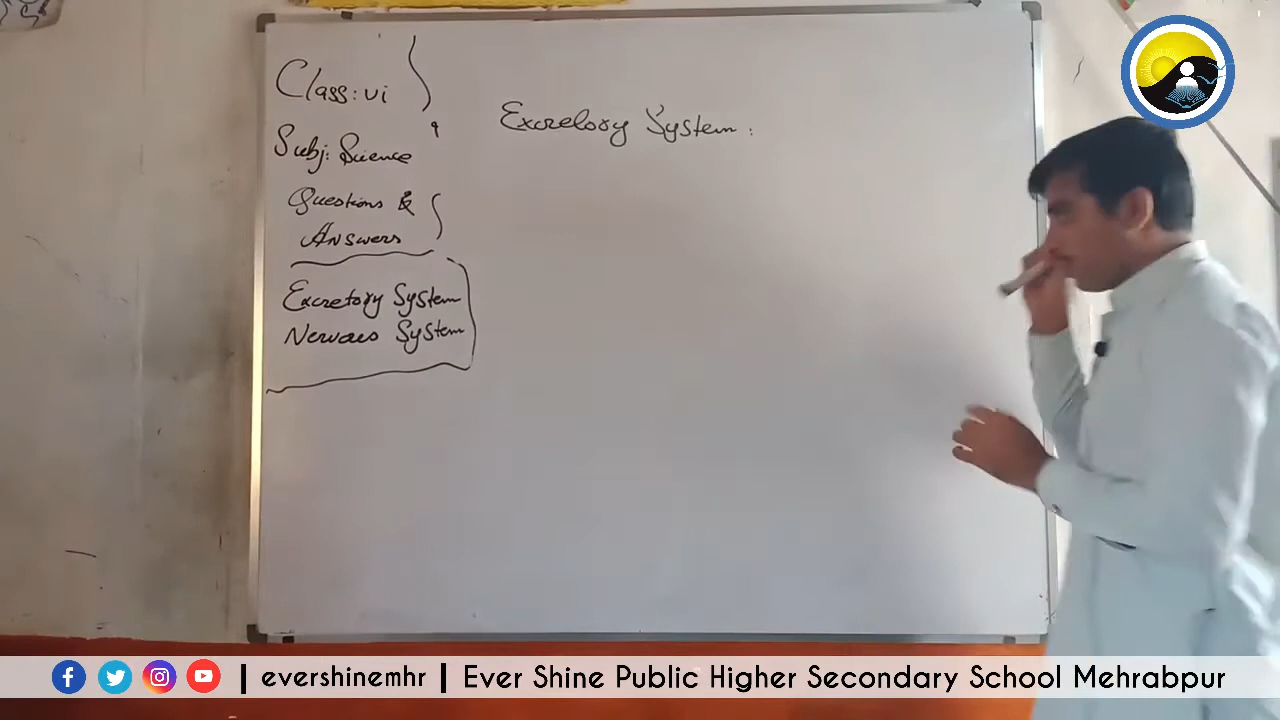 Class: vi
Subj: Science
Questions &
Answers
Excretory System
Nervous System
Excretory System:
| evershinemhr | Ever Shine Public Higher Secondary School Mehrabpur